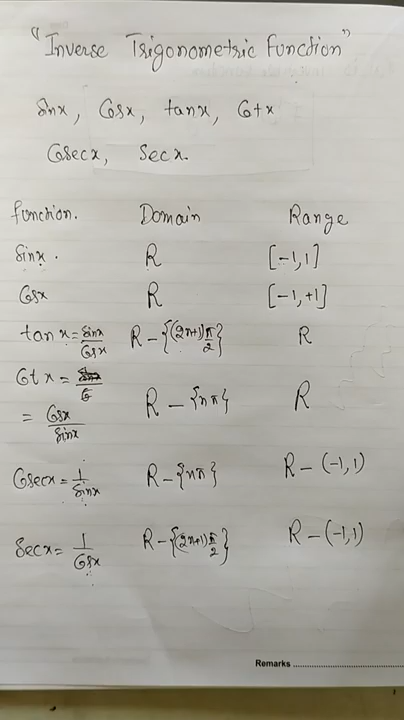 "Inverse Trigonometric Function"
Sinx, Cosx, tanx, Cotx
Cosecx, Secx.
function. Domain Range
Sinx. R [-1,1]
Cosx R [-1,+1]
tanx = Sinx/Cosx R - {(2n+1)π/2} R
Cotx =
= Cosx/Sinx R - {nπ} R
Cosecx = 1/Sinx R - {nπ} R - (-1,1)
Secx = 1/Cosx R - {(2n+1)π/2} R - (-1,1)
Remarks ..........................